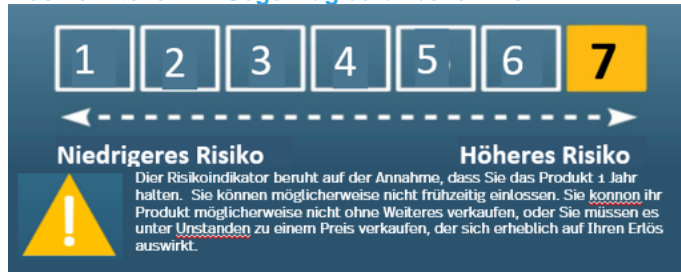 1 2 3 4 5 6 7
Niedrigeres Risiko Höheres Risiko
Dier Risikoindikator beruht auf der Annahme, dass Sie das Produkt 1 Jahr
halten. Sie können möglicherweise nicht frühzeitig einlossen. Sie konnon ihr
Produkt möglicherweise nicht ohne Weiteres verkaufen, oder Sie müssen es
unter Unstanden zu einem Preis verkaufen, der sich erheblich auf Ihren Erlös
auswirkt.